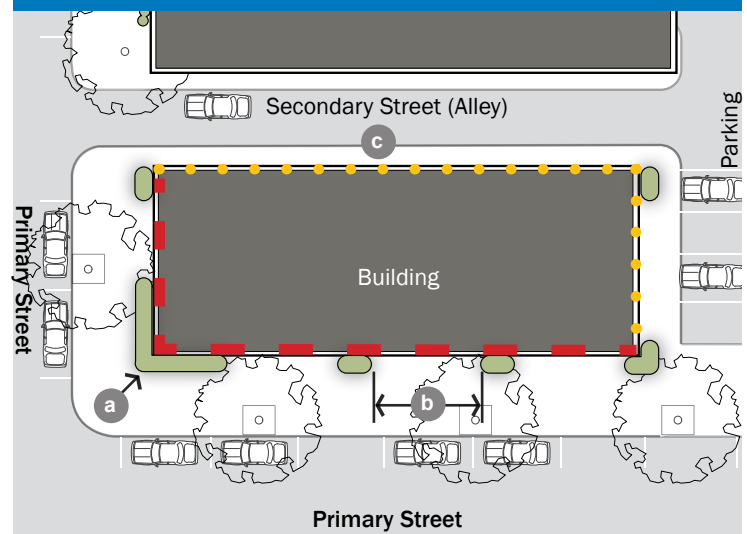 Secondary Street (Alley)
c
Parking
Primary Street
Building
a
b
Primary Street